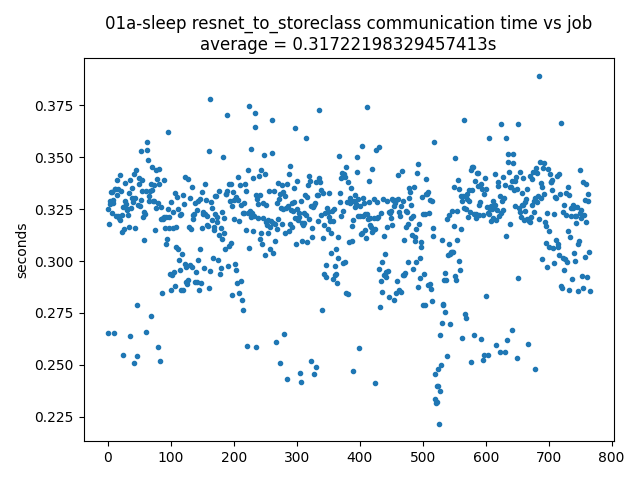 01a-sleep resnet_to_storeclass communication time vs job
average = 0.31722198329457413s
seconds
0.375
0.350
0.325
0.300
0.275
0.250
0.225
0 100 200 300 400 500 600 700 800